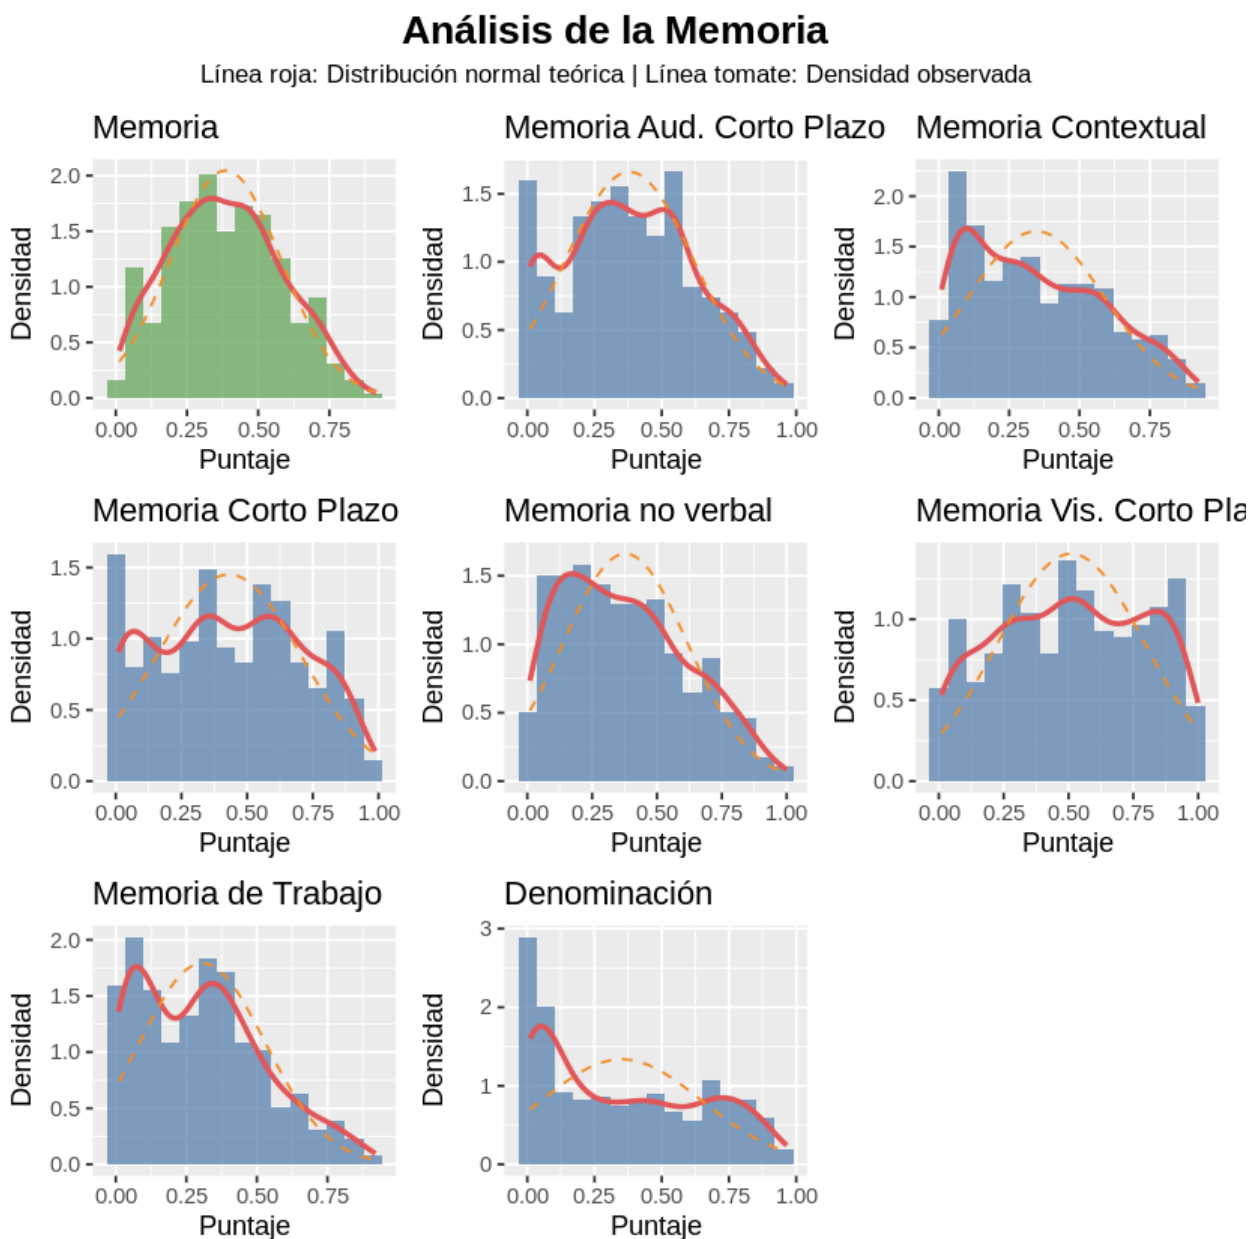 Análisis de la Memoria
Línea roja: Distribución normal teórica | Línea tomate: Densidad observada
Memoria
Memoria Aud. Corto Plazo
Memoria Contextual
Densidad
2.0
1.5
1.0
0.5
0.0
0.00 0.25 0.50 0.75
Puntaje
Densidad
1.5
1.0
0.5
0.0
0.00 0.25 0.50 0.75 1.00
Puntaje
Densidad
2.0
1.5
1.0
0.5
0.0
0.00 0.25 0.50 0.75
Puntaje
Memoria Corto Plazo
Memoria no verbal
Memoria Vis. Corto Pla
Densidad
1.5
1.0
0.5
0.0
0.00 0.25 0.50 0.75 1.00
Puntaje
Densidad
1.5
1.0
0.5
0.0
0.00 0.25 0.50 0.75 1.00
Puntaje
Densidad
1.0
0.5
0.0
0.00 0.25 0.50 0.75 1.00
Puntaje
Memoria de Trabajo
Denominación
Densidad
2.0
1.5
1.0
0.5
0.0
0.00 0.25 0.50 0.75
Puntaje
Densidad
3
2
1
0
0.00 0.25 0.50 0.75 1.00
Puntaje